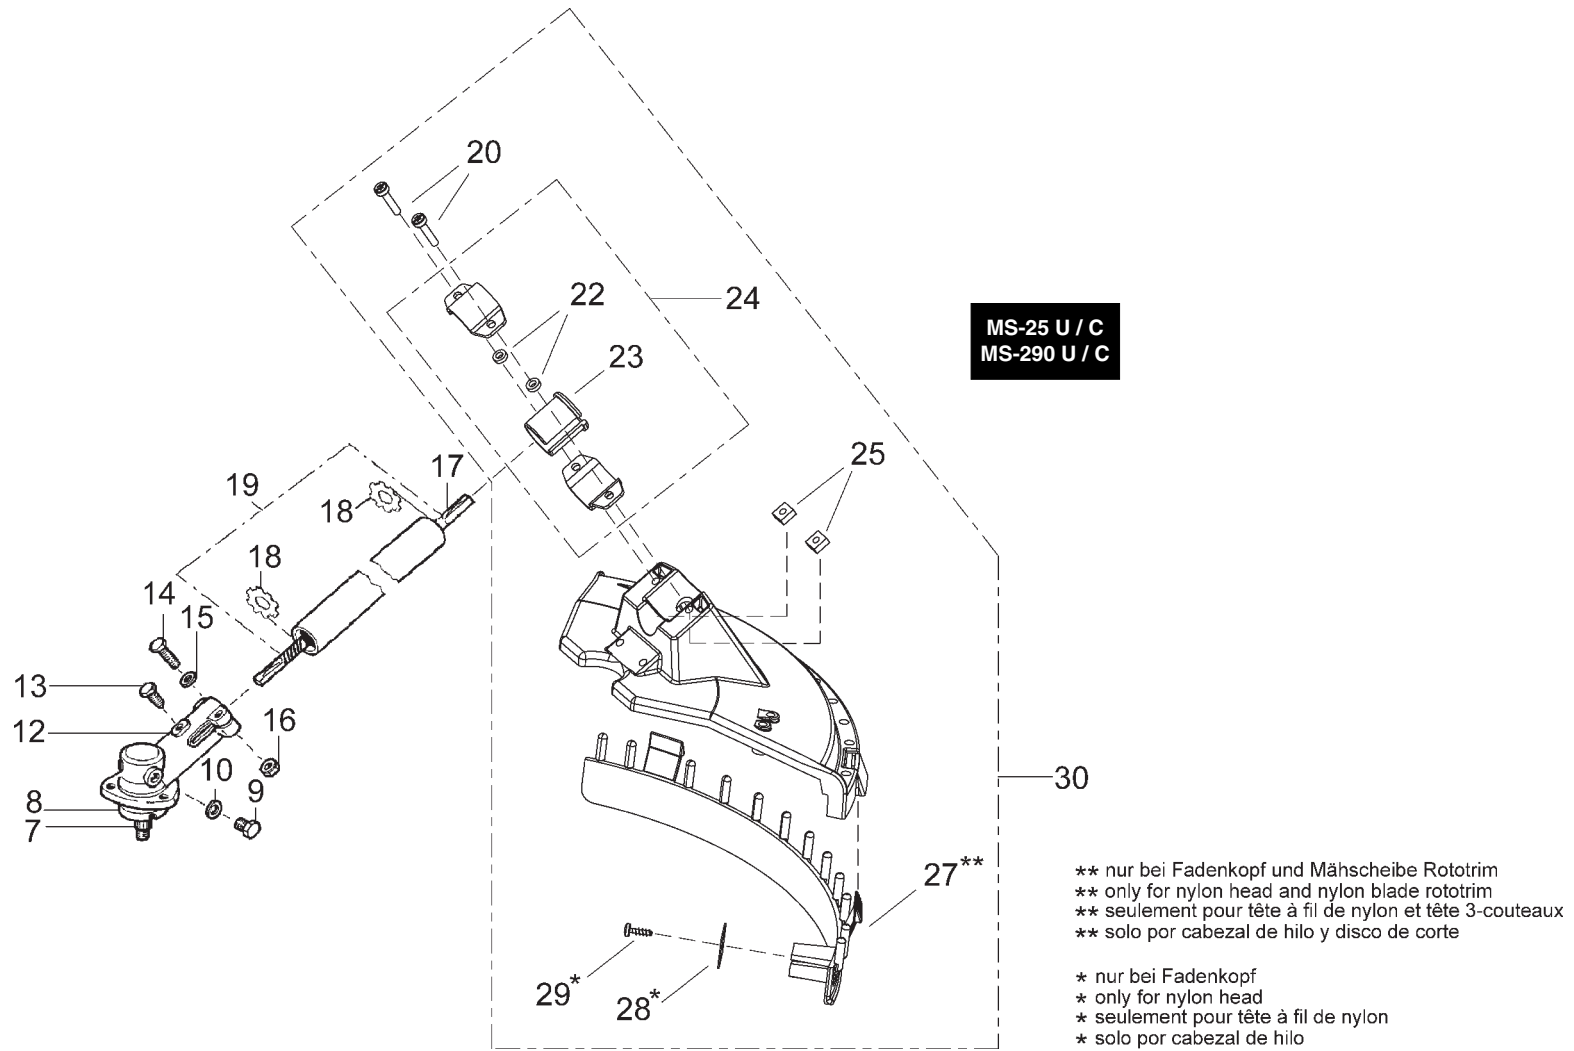 20
24
22
23
MS-25 U / C
MS-290 U / C
25
17
19
18
18
14
15
13
12
16
10
9
8
7
30
27**
29*
28*
** nur bei Fadenkopf und Mähscheibe Rototrim
** only for nylon head and nylon blade rototrim
** seulement pour tête à fil de nylon et tête 3-couteaux
** solo por cabezal de hilo y disco de corte
* nur bei Fadenkopf
* only for nylon head
* seulement pour tête à fil de nylon
* solo por cabezal de hilo